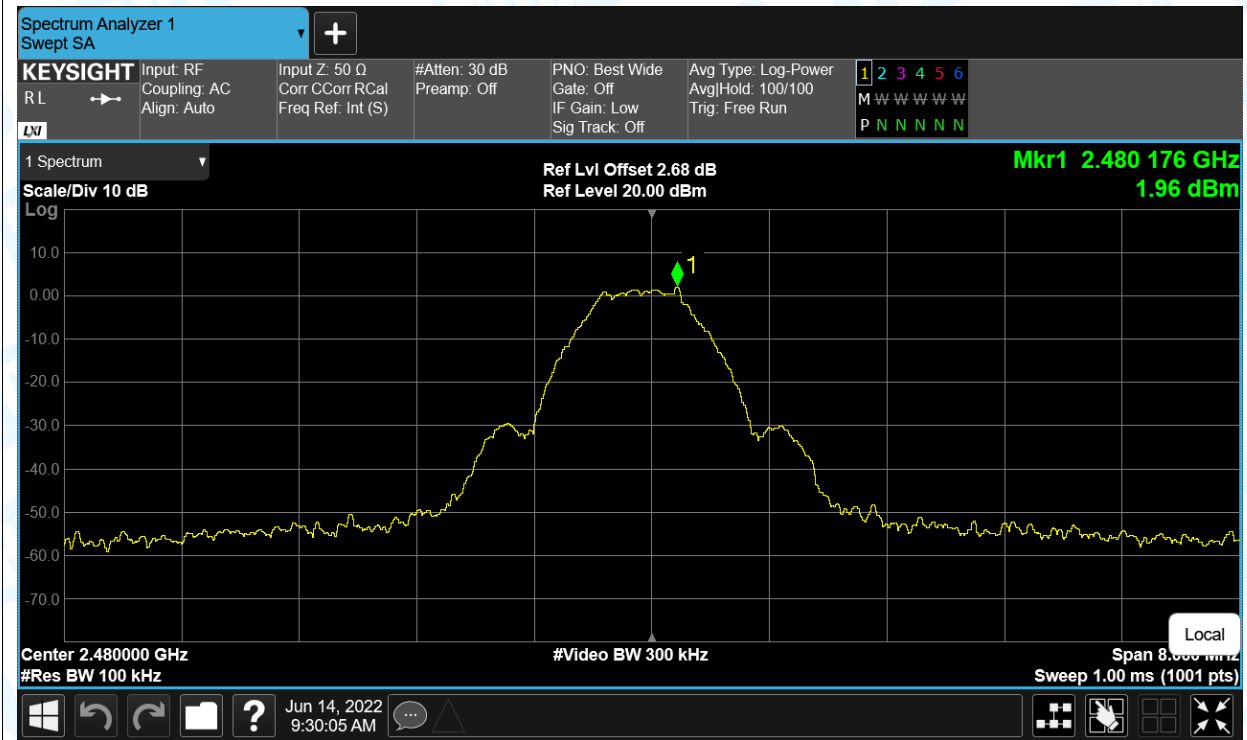 Spectrum Analyzer 1
Swept SA
KEYSIGHT
R L
LXI
Input: RF
Coupling: AC
Align: Auto
Input Z: 50 Ω
Corr CCorr RCal
Freq Ref: Int (S)
#Atten: 30 dB
Preamp: Off
PNO: Best Wide
Gate: Off
IF Gain: Low
Sig Track: Off
Avg Type: Log-Power
Avg|Hold: 100/100
Trig: Free Run
1 2 3 4 5 6
M W W W W W
P N N N N N
1 Spectrum
Scale/Div 10 dB
Log
Ref Lvl Offset 2.68 dB
Ref Level 20.00 dBm
Mkr1 2.480 176 GHz
1.96 dBm
1
10.0
0.00
-10.0
-20.0
-30.0
-40.0
-50.0
-60.0
-70.0
Local
Center 2.480000 GHz
#Res BW 100 kHz
#Video BW 300 kHz
Span 8.000 MHz
Sweep 1.00 ms (1001 pts)
?
Jun 14, 2022
9:30:05 AM